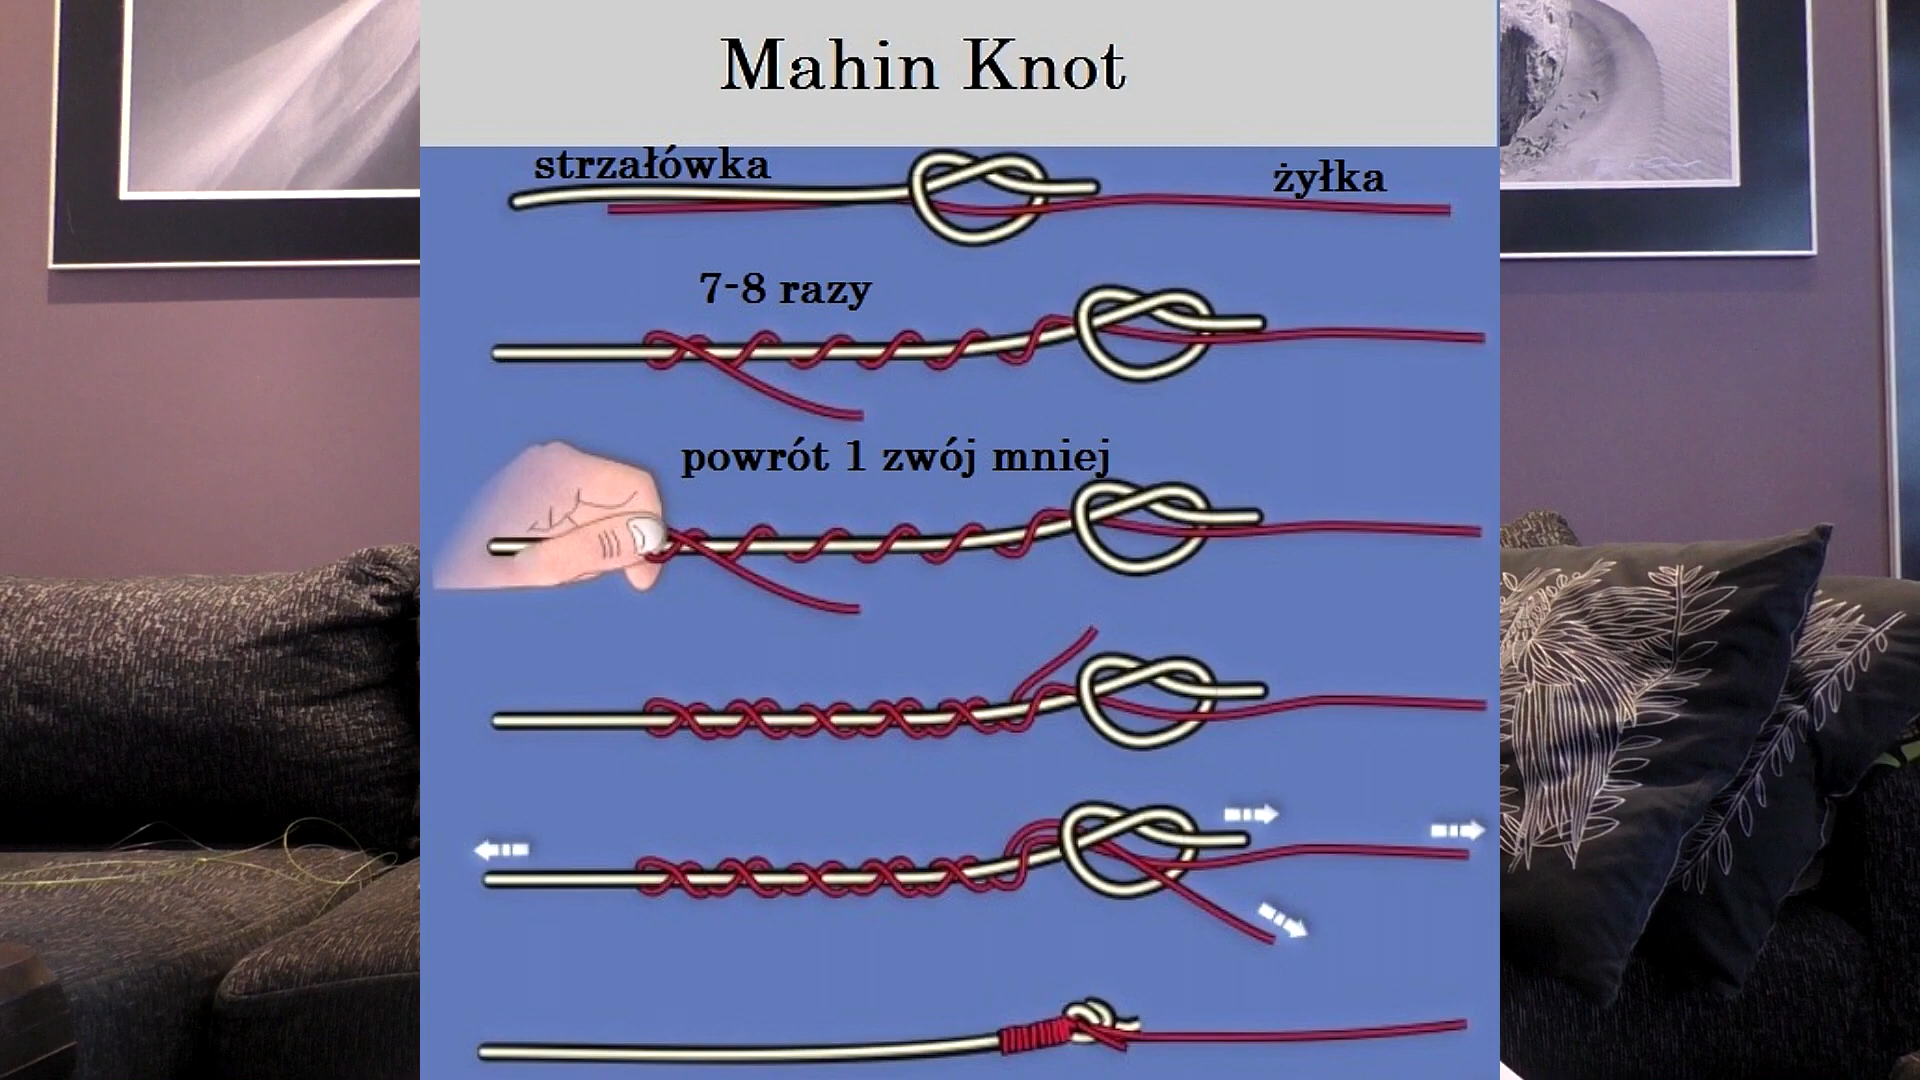 Mahin Knot
strzałówka
żyłka
7-8 razy
powrót 1 zwój mniej